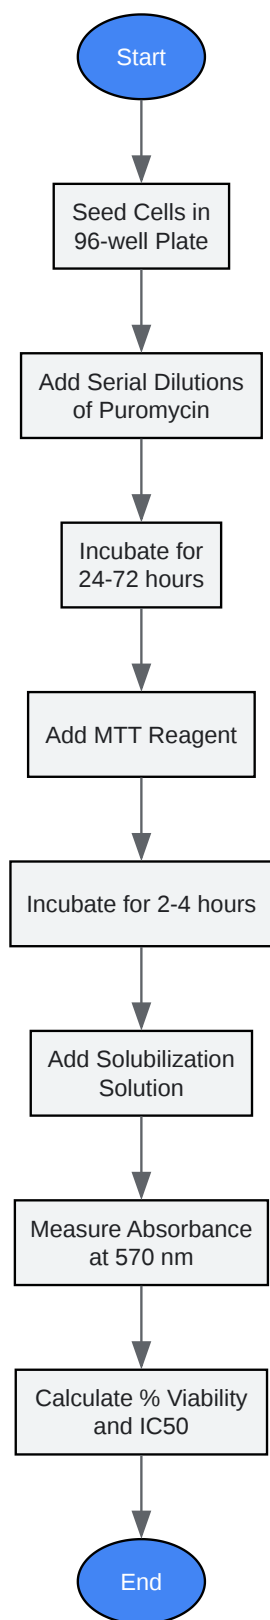 Start
Seed Cells in
96-well Plate
Add Serial Dilutions
of Puromycin
Incubate for
24-72 hours
Add MTT Reagent
Incubate for 2-4 hours
Add Solubilization
Solution
Measure Absorbance
at 570 nm
Calculate % Viability
and IC50
End